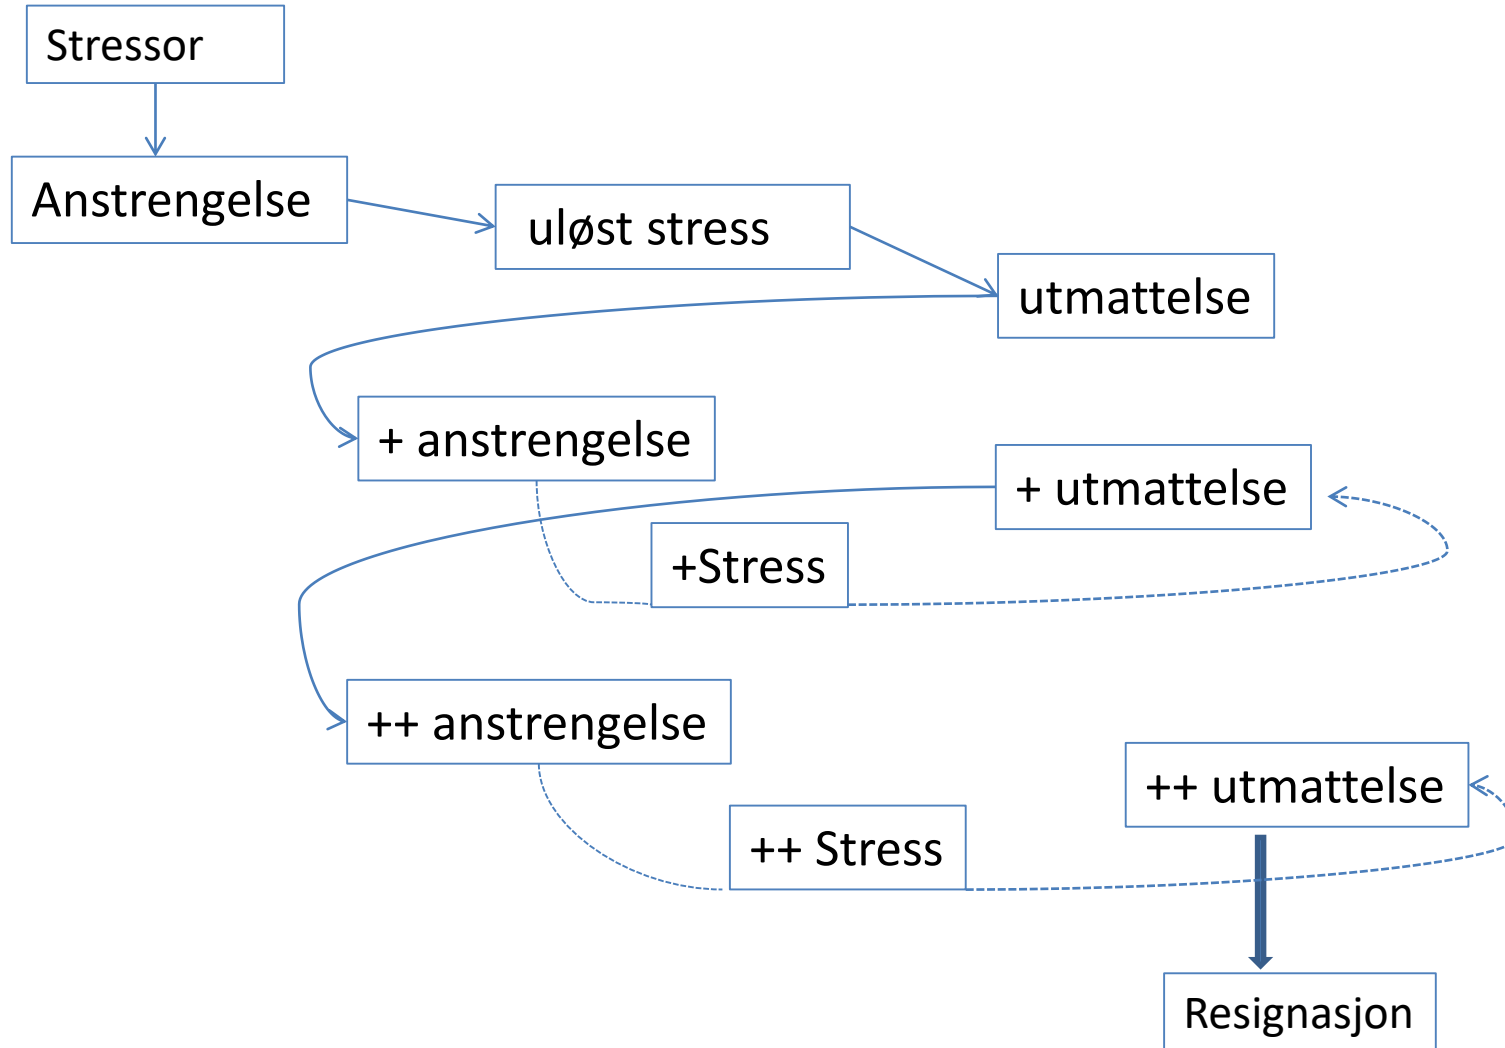 Stressor
Anstrengelse
uløst stress
utmattelse
+ anstrengelse
+ utmattelse
+Stress
++ anstrengelse
++ utmattelse
++ Stress
Resignasjon